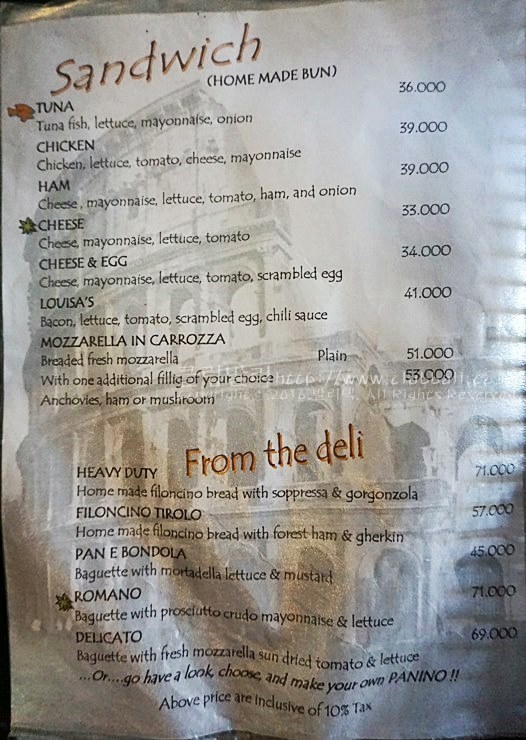 Sandwich
(HOME MADE BUN)
TUNA 36.000
Tuna fish, lettuce, mayonnaise, onion
CHICKEN 39.000
Chicken, lettuce, tomato, cheese, mayonnaise
HAM 39.000
Cheese, mayonnaise, lettuce, tomato, ham, and onion
CHEESE 33.000
Cheese, mayonnaise, lettuce, tomato
CHEESE & EGG 34.000
Cheese, mayonnaise, lettuce, tomato, scrambled egg
LOUISA'S 41.000
Bacon, lettuce, tomato, scrambled egg, chili sauce
MOZZARELLA IN CARROZZA
Breaded fresh mozzarella Plain 51.000
With one additional fillig of your choice 53.000
Anchovies, ham or mushroom
All Rights Reserved
From the deli
HEAVY DUTY 71.000
Home made filoncino bread with soppressa & gorgonzola
FILONCINO TIROLO 57.000
Home made filoncino bread with forest ham & gherkin
PAN E BONDOLA 45.000
Baguette with mortadella lettuce & mustard
ROMANO 71.000
Baguette with prosciutto crudo mayonnaise & lettuce
DELICATO 69.000
Baguette with fresh mozzarella sun dried tomato & lettuce
...Or....go have a look, choose, and make your own PANINO !!
Above price are inclusive of 10% Tax